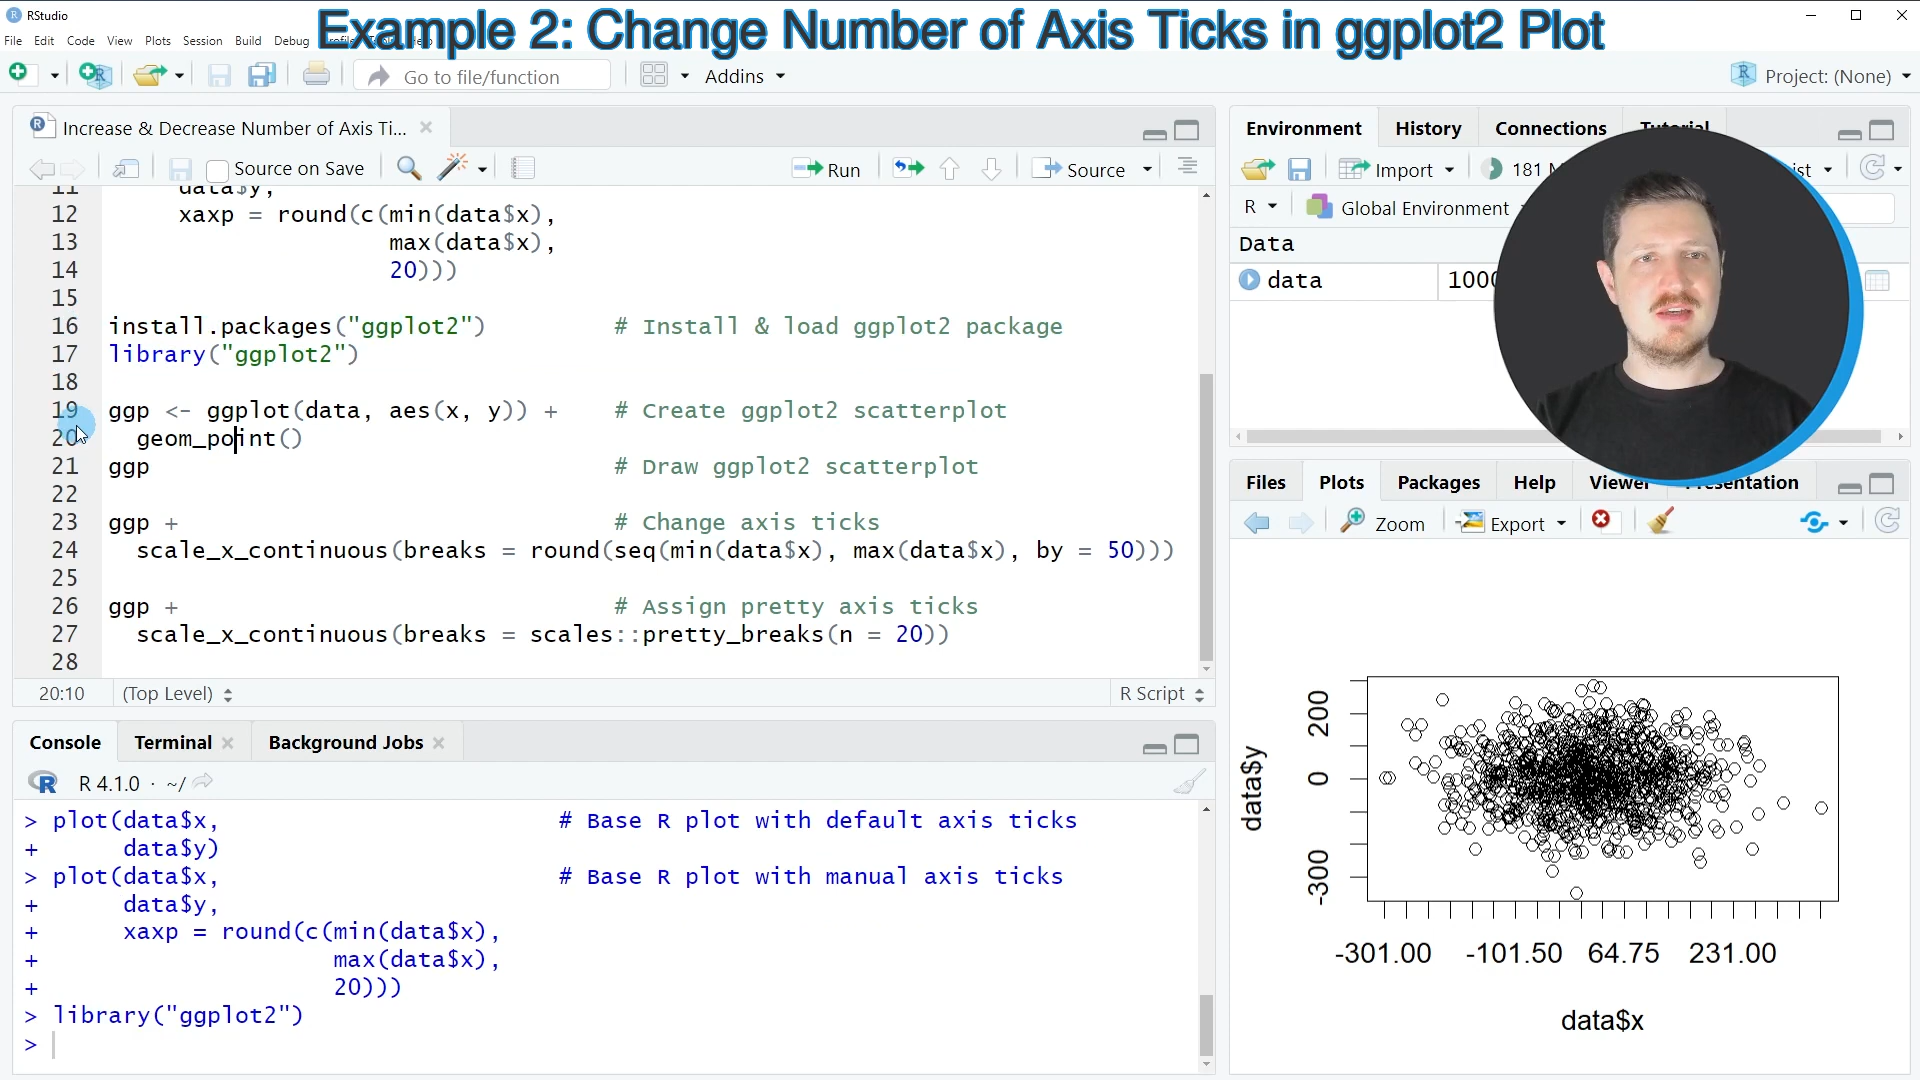 RStudio
Example 2: Change Number of Axis Ticks in ggplot2 Plot
File Edit Code View Plots Session Build Debug
Go to file/function
Addins
Project: (None)
Increase & Decrease Number of Axis Ti...
Source on Save
Run
Source
11 data$y,
12 xaxp = round(c(min(data$x),
13 max(data$x),
14 20)))
15
16 install.packages("ggplot2") # Install & load ggplot2 package
17 library("ggplot2")
18
19 ggp <- ggplot(data, aes(x, y)) + # Create ggplot2 scatterplot
20 geom_point()
21 ggp # Draw ggplot2 scatterplot
22
23 ggp + # Change axis ticks
24 scale_x_continuous(breaks = round(seq(min(data$x), max(data$x), by = 50)))
25
26 ggp + # Assign pretty axis ticks
27 scale_x_continuous(breaks = scales::pretty_breaks(n = 20))
28
20:10 (Top Level) R Script
Console Terminal Background Jobs
R 4.1.0 · ~/
> plot(data$x, # Base R plot with default axis ticks
+ data$y)
> plot(data$x, # Base R plot with manual axis ticks
+ data$y,
+ xaxp = round(c(min(data$x),
+ max(data$x),
+ 20)))
> library("ggplot2")
>
Environment History Connections Tutorial
Import 181
R Global Environment
Data
data 1000
Files Plots Packages Help Viewer Presentation
Zoom Export
data$y
200
0
-300
-301.00 -101.50 64.75 231.00
data$x